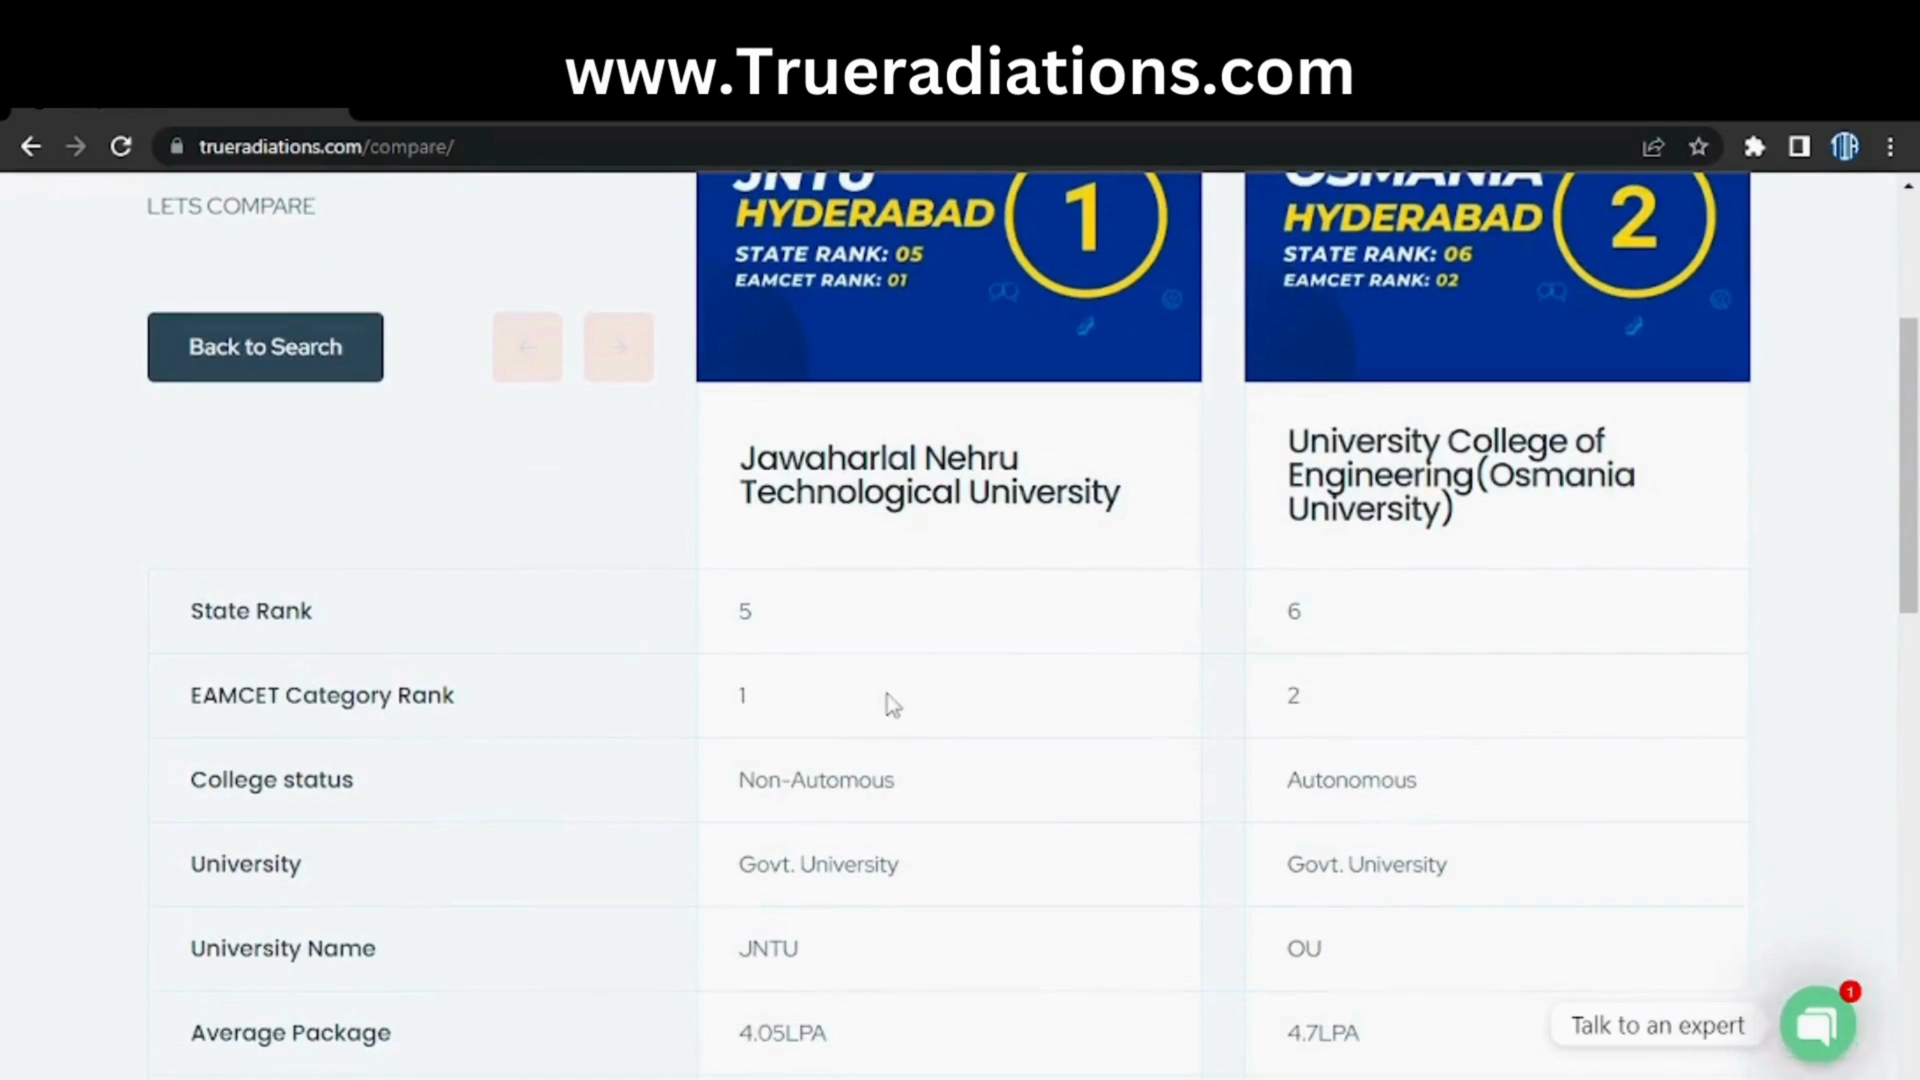 www.Trueradiations.com
trueradiations.com/compare/
LETS COMPARE
JNTU
HYDERABAD
STATE RANK: 05
EAMCET RANK: 01
1
OSMANIA
HYDERABAD
STATE RANK: 06
EAMCET RANK: 02
2
Back to Search
Jawaharlal Nehru
Technological University
University College of
Engineering(Osmania
University)
State Rank
5
6
EAMCET Category Rank
1
2
College status
Non-Automous
Autonomous
University
Govt. University
Govt. University
University Name
JNTU
OU
Average Package
4.05LPA
4.7LPA
Talk to an expert
1